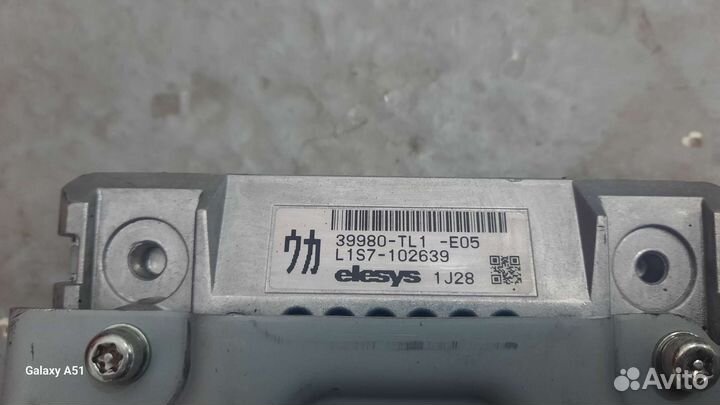 ウカ
39980-TL1 -E05
L1S7-102639
elesys 1J28
Galaxy A51
Avito